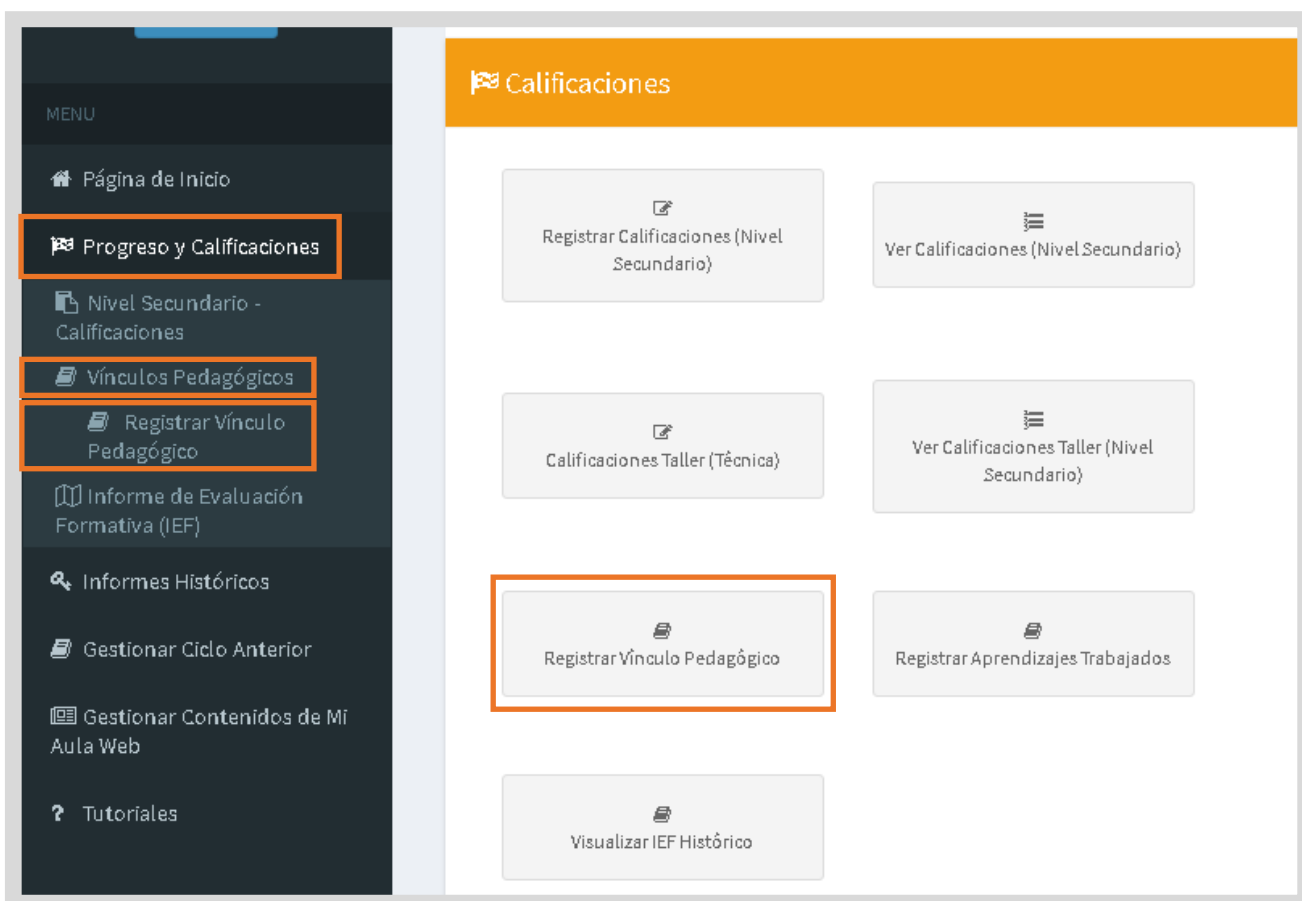 MENU
Página de Inicio
Progreso y Calificaciones
Nivel Secundario -
Calificaciones
Vínculos Pedagógicos
Registrar Vínculo
Pedagógico
Informe de Evaluación
Formativa (IEF)
Informes Históricos
Gestionar Ciclo Anterior
Gestionar Contenidos de Mi
Aula Web
? Tutoriales
Calificaciones
Registrar Calificaciones (Nivel
Secundario)
Ver Calificaciones (Nivel Secundario)
Calificaciones Taller (Técnica)
Ver Calificaciones Taller (Nivel
Secundario)
Registrar Vínculo Pedagógico
Registrar Aprendizajes Trabajados
Visualizar IEF Histórico